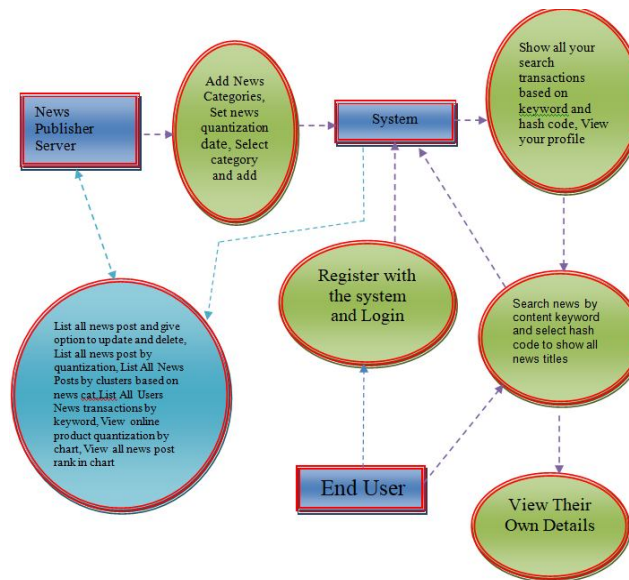 News
Publisher
Server
Add News
Categories,
Set news
quantization
date, Select
category
and add
System
Show all your
search
transactions
based on
keyword and
hash code, View
your profile
Register with
the system
and Login
Search news by
content keyword
and select hash
code to show all
news titles
List all news post and give
option to update and delete,
List all news post by
quantization, List All News
Posts by clusters based on
news cat,List All Users
News transactions by
keyword, View online
product quantization by
chart, View all news post
rank in chart
End User
View Their
Own Details